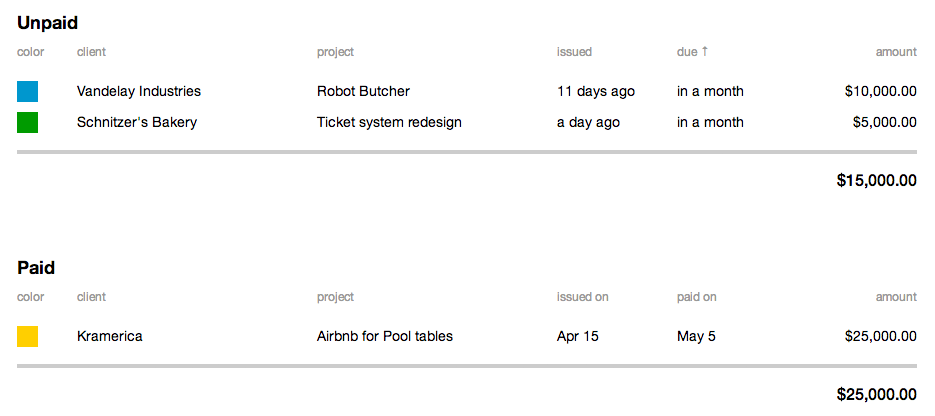 Unpaid
color client project issued due ↑ amount
Vandelay Industries Robot Butcher 11 days ago in a month $10,000.00
Schnitzer's Bakery Ticket system redesign a day ago in a month $5,000.00
$15,000.00
Paid
color client project issued on paid on amount
Kramerica Airbnb for Pool tables Apr 15 May 5 $25,000.00
$25,000.00